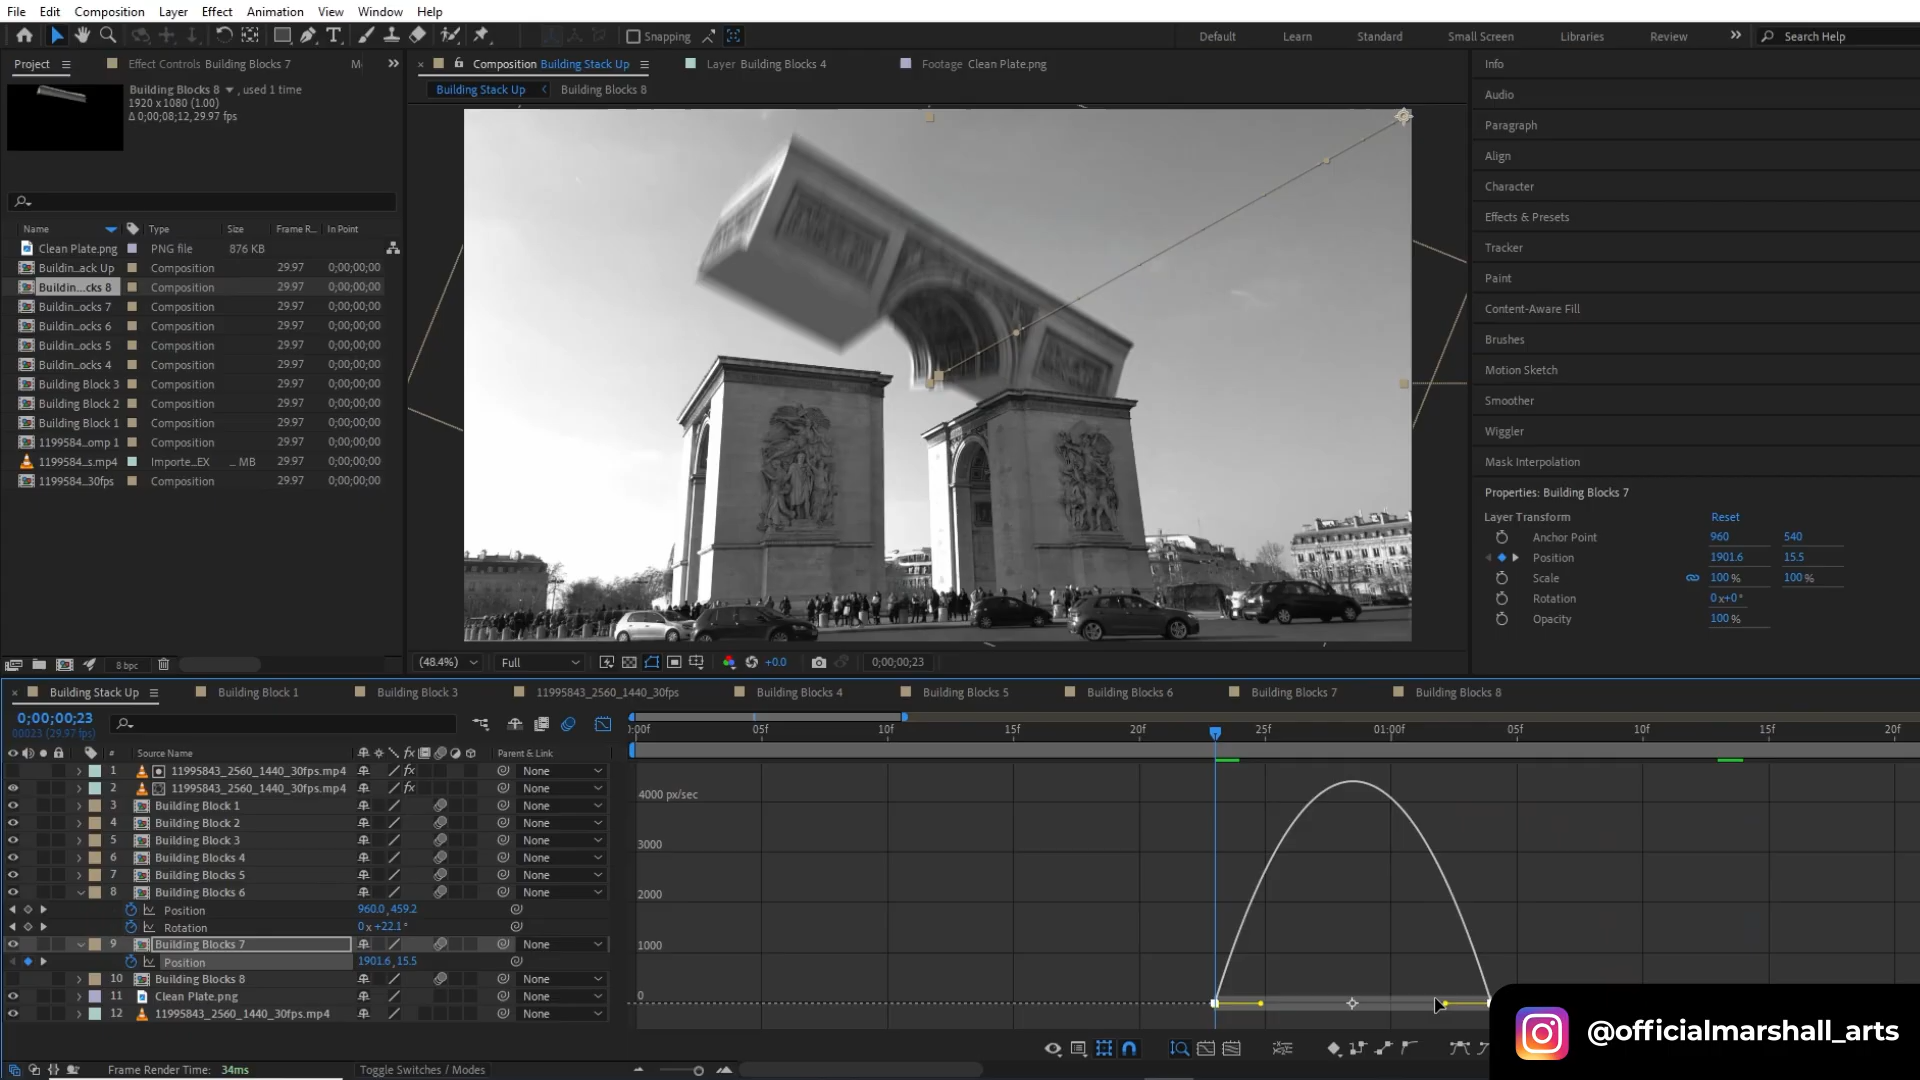 File Edit Composition Layer Effect Animation View Window Help
Snapping
Default Learn Standard Small Screen Libraries Review Search Help
Project Effect Controls Building Blocks 7
Building Blocks 8 , used 1 time
1920 x 1080 (1.00)
Δ 0;00;08;12, 29.97 fps
Name Type Size Frame R... In Point
Clean Plate.png PNG file 876 KB
Buildin...ack Up Composition 29.97 0;00;00;00
Buildin...cks 8 Composition 29.97 0;00;00;00
Buildin...ocks 7 Composition 29.97 0;00;00;00
Buildin...ocks 6 Composition 29.97 0;00;00;00
Buildin...ocks 5 Composition 29.97 0;00;00;00
Buildin...ocks 4 Composition 29.97 0;00;00;00
Building Block 3 Composition 29.97 0;00;00;00
Building Block 2 Composition 29.97 0;00;00;00
Building Block 1 Composition 29.97 0;00;00;00
1199584...omp 1 Composition 29.97 0;00;00;00
1199584...s.mp4 Importe...EX ... MB 29.97 0;00;00;00
1199584...30fps Composition 29.97 0;00;00;00
8 bpc
Composition Building Stack Up Layer Building Blocks 4 Footage Clean Plate.png
Building Stack Up Building Blocks 8
(48.4%) Full +0.0 0;00;00;23
Info
Audio
Paragraph
Align
Character
Effects & Presets
Tracker
Paint
Content-Aware Fill
Brushes
Motion Sketch
Smoother
Wiggler
Mask Interpolation
Properties: Building Blocks 7
Layer Transform Reset
Anchor Point 960 540
Position 1901.6 15.5
Scale 100 % 100 %
Rotation 0x+0°
Opacity 100 %
Building Stack Up Building Block 1 Building Block 3 11995843_2560_1440_30fps Building Blocks 4 Building Blocks 5 Building Blocks 6 Building Blocks 7 Building Blocks 8
0;00;00;23
00023 (29.97 fps)
:00f 05f 10f 15f 20f 25f 01:00f 05f 10f 15f 20f
# Source Name Parent & Link
1 11995843_2560_1440_30fps.mp4 None
2 11995843_2560_1440_30fps.mp4 None
3 Building Block 1 None
4 Building Block 2 None
5 Building Block 3 None
6 Building Blocks 4 None
7 Building Blocks 5 None
8 Building Blocks 6 None
Position 960.0, 459.2
Rotation 0x+22.1°
9 Building Blocks 7 None
Position 1901.6, 15.5
10 Building Blocks 8 None
11 Clean Plate.png None
12 11995843_2560_1440_30fps.mp4 None
4000 px/sec
3000
2000
1000
0
Frame Render Time: 34ms Toggle Switches / Modes
@officialmarshall_arts